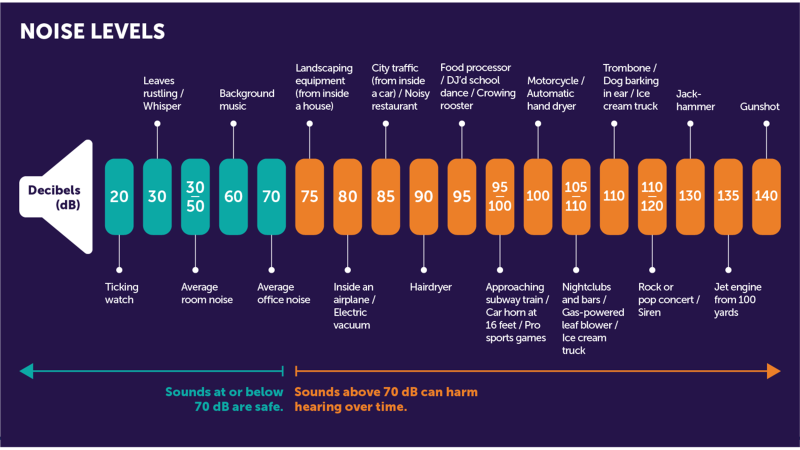 NOISE LEVELS
Leaves
rustling /
Whisper
Background
music
Landscaping
equipment
(from inside
a house)
City traffic
(from inside
a car) / Noisy
restaurant
Food processor
/ DJ'd school
dance / Crowing
rooster
Motorcycle /
Automatic
hand dryer
Trombone /
Dog barking
in ear / Ice
cream truck
Jack-
hammer
Gunshot
Decibels
(dB)
20
30
30
50
60
70
75
80
85
90
95
95
100
100
105
110
110
110
120
130
135
140
Ticking
watch
Average
room noise
Average
office noise
Inside an
airplane /
Electric
vacuum
Hairdryer
Approaching
subway train /
Car horn at
16 feet / Pro
sports games
Nightclubs
and bars /
Gas-powered
leaf blower /
Ice cream
truck
Rock or
pop concert /
Siren
Jet engine
from 100
yards
Sounds at or below
70 dB are safe.
Sounds above 70 dB can harm
hearing over time.